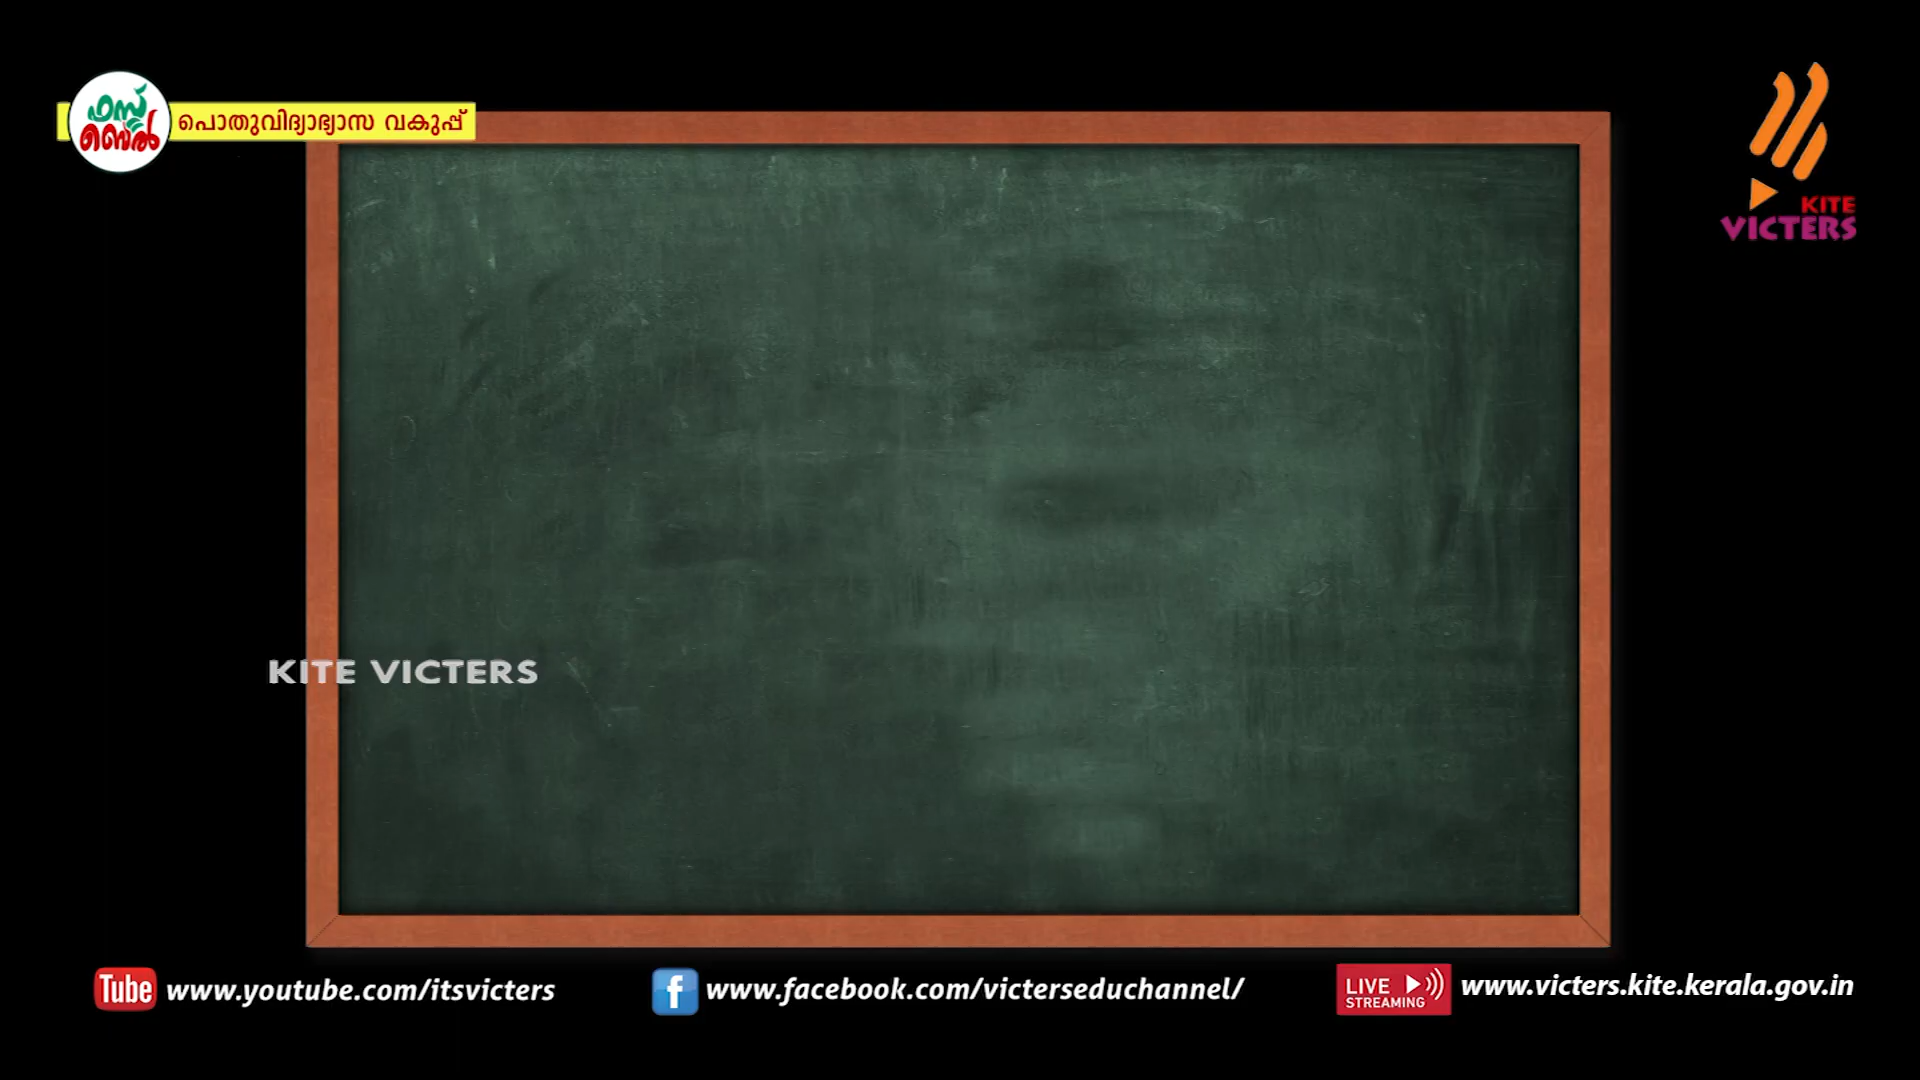 ഫസ്റ്റ്
ബെൽ
പൊതുവിദ്യാഭ്യാസ വകുപ്പ്
KITE
VICTERS
KITE VICTERS
Tube www.youtube.com/itsvicters
f www.facebook.com/victerseduchannel/
LIVE
STREAMING
www.victers.kite.kerala.gov.in